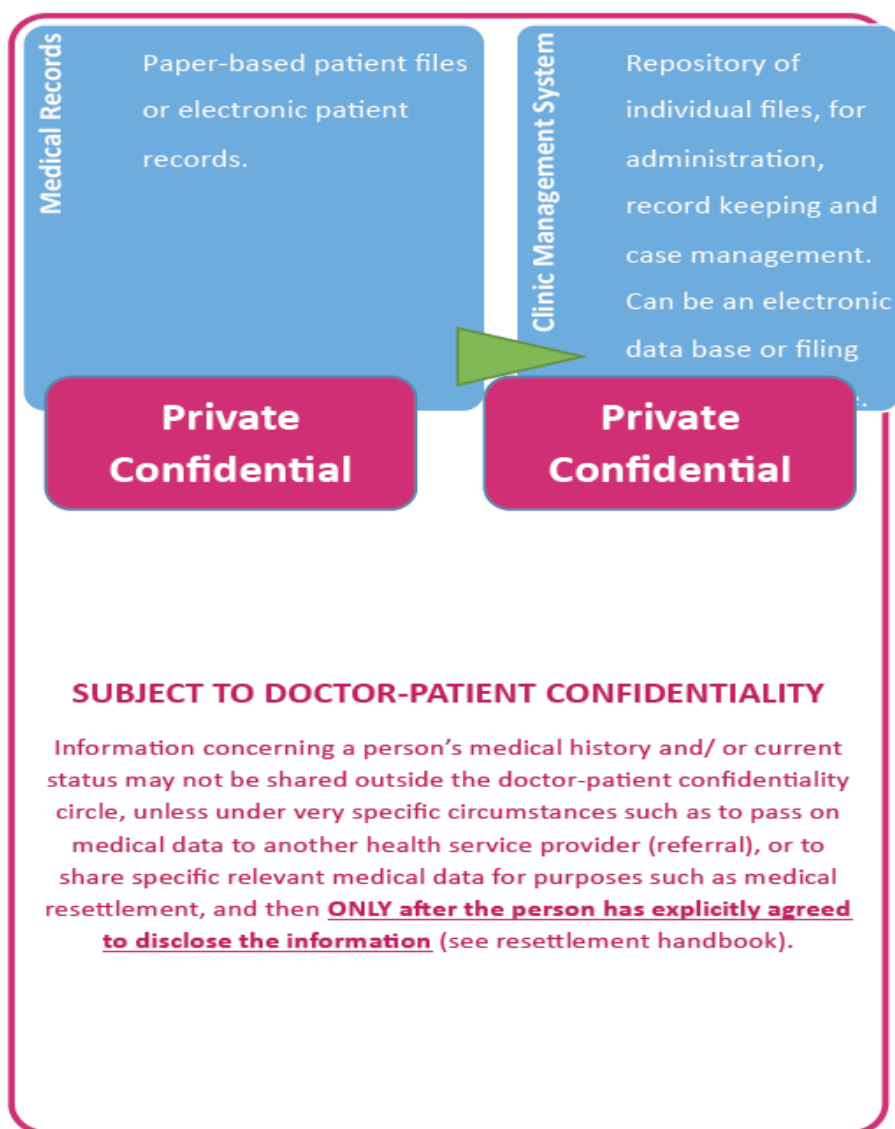 Medical Records
Paper-based patient files
or electronic patient
records.
Clinic Management System
Repository of
individual files, for
administration,
record keeping and
case management.
Can be an electronic
data base or filing
Private
Confidential
Private
Confidential
SUBJECT TO DOCTOR-PATIENT CONFIDENTIALITY
Information concerning a person’s medical history and/ or current
status may not be shared outside the doctor-patient confidentiality
circle, unless under very specific circumstances such as to pass on
medical data to another health service provider (referral), or to
share specific relevant medical data for purposes such as medical
resettlement, and then ONLY after the person has explicitly agreed
to disclose the information (see resettlement handbook).